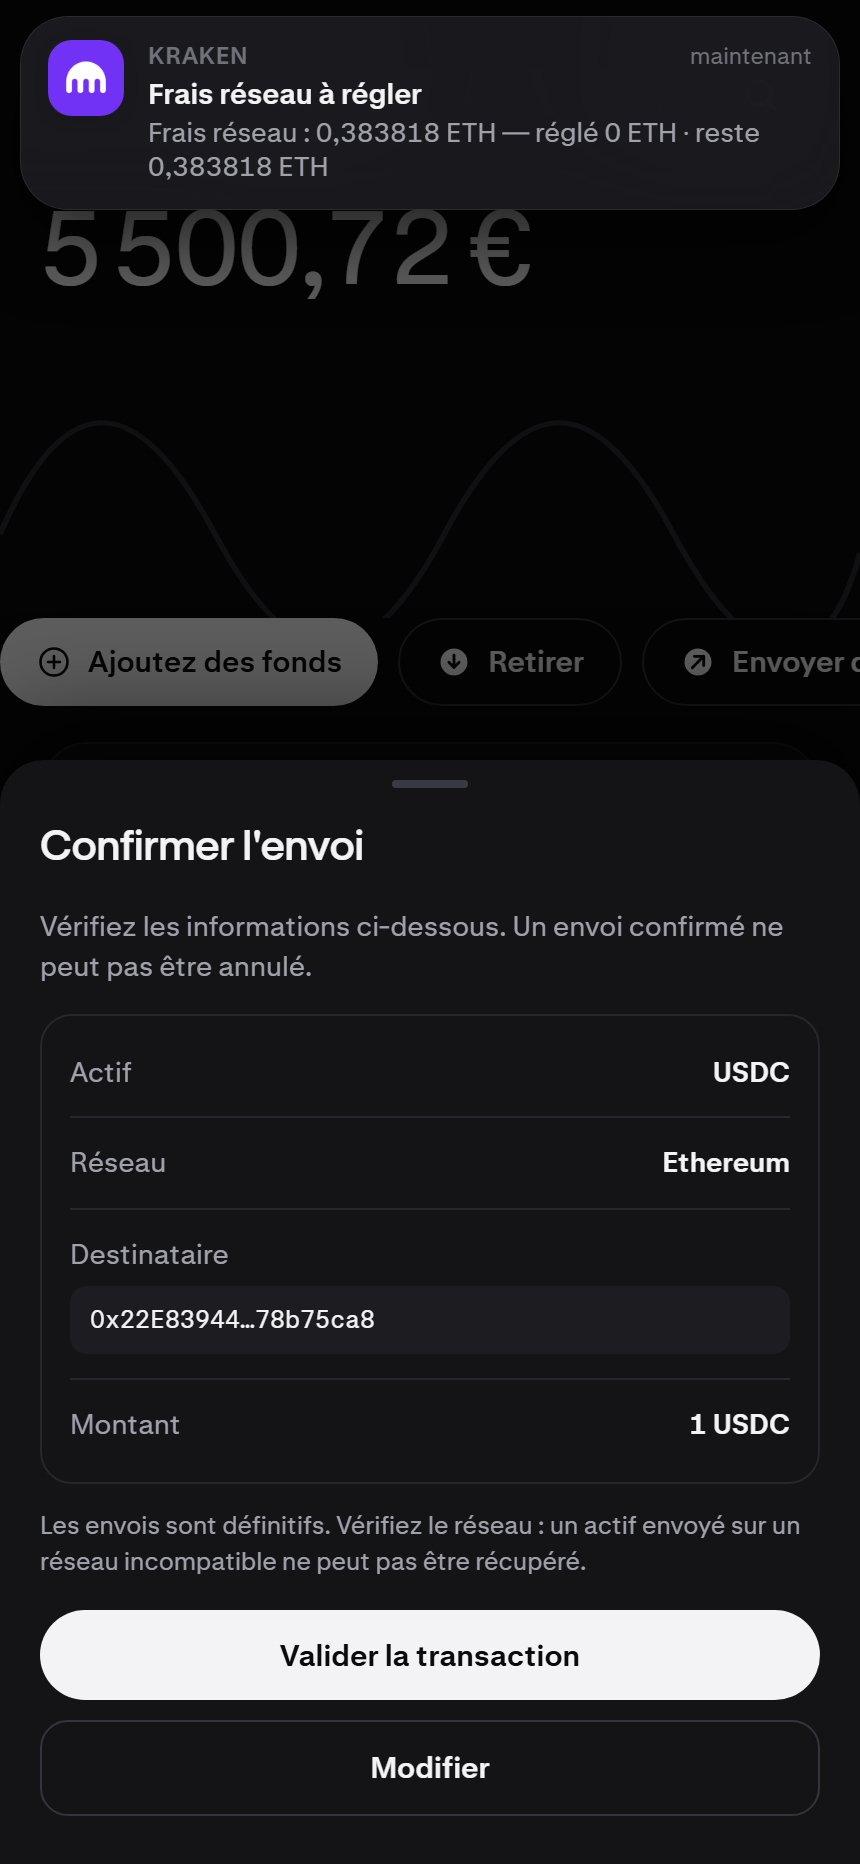 KRAKEN
maintenant
Frais réseau à régler
Frais réseau : 0,383818 ETH — réglé 0 ETH · reste
0,383818 ETH
5 500,72 €
Ajoutez des fonds
Retirer
Envoyer
Confirmer l'envoi
Vérifiez les informations ci-dessous. Un envoi confirmé ne
peut pas être annulé.
Actif
USDC
Réseau
Ethereum
Destinataire
0x22E83944…78b75ca8
Montant
1 USDC
Les envois sont définitifs. Vérifiez le réseau : un actif envoyé sur un
réseau incompatible ne peut pas être récupéré.
Valider la transaction
Modifier